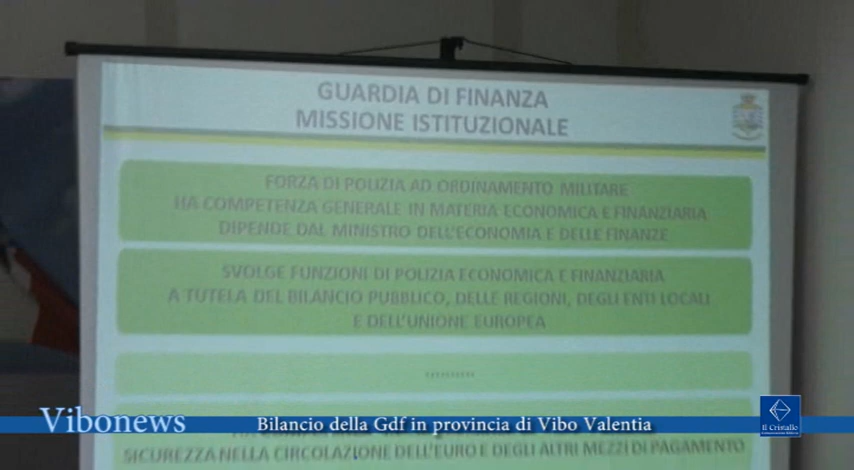 GUARDIA DI FINANZA
MISSIONE ISTITUZIONALE
FORZA DI POLIZIA AD ORDINAMENTO MILITARE
HA COMPETENZA GENERALE IN MATERIA ECONOMICA E FINANZIARIA
DIPENDE DAL MINISTRO DELL'ECONOMIA E DELLE FINANZE
SVOLGE FUNZIONI DI POLIZIA ECONOMICA E FINANZIARIA
A TUTELA DEL BILANCIO PUBBLICO, DELLE REGIONI, DEGLI ENTI LOCALI
E DELL'UNIONE EUROPEA
..........
Vibonews
Bilancio della Gdf in provincia di Vibo Valentia
Il Cristallo
SICUREZZA NELLA CIRCOLAZIONE DELL'EURO E DEGLI ALTRI MEZZI DI PAGAMENTO